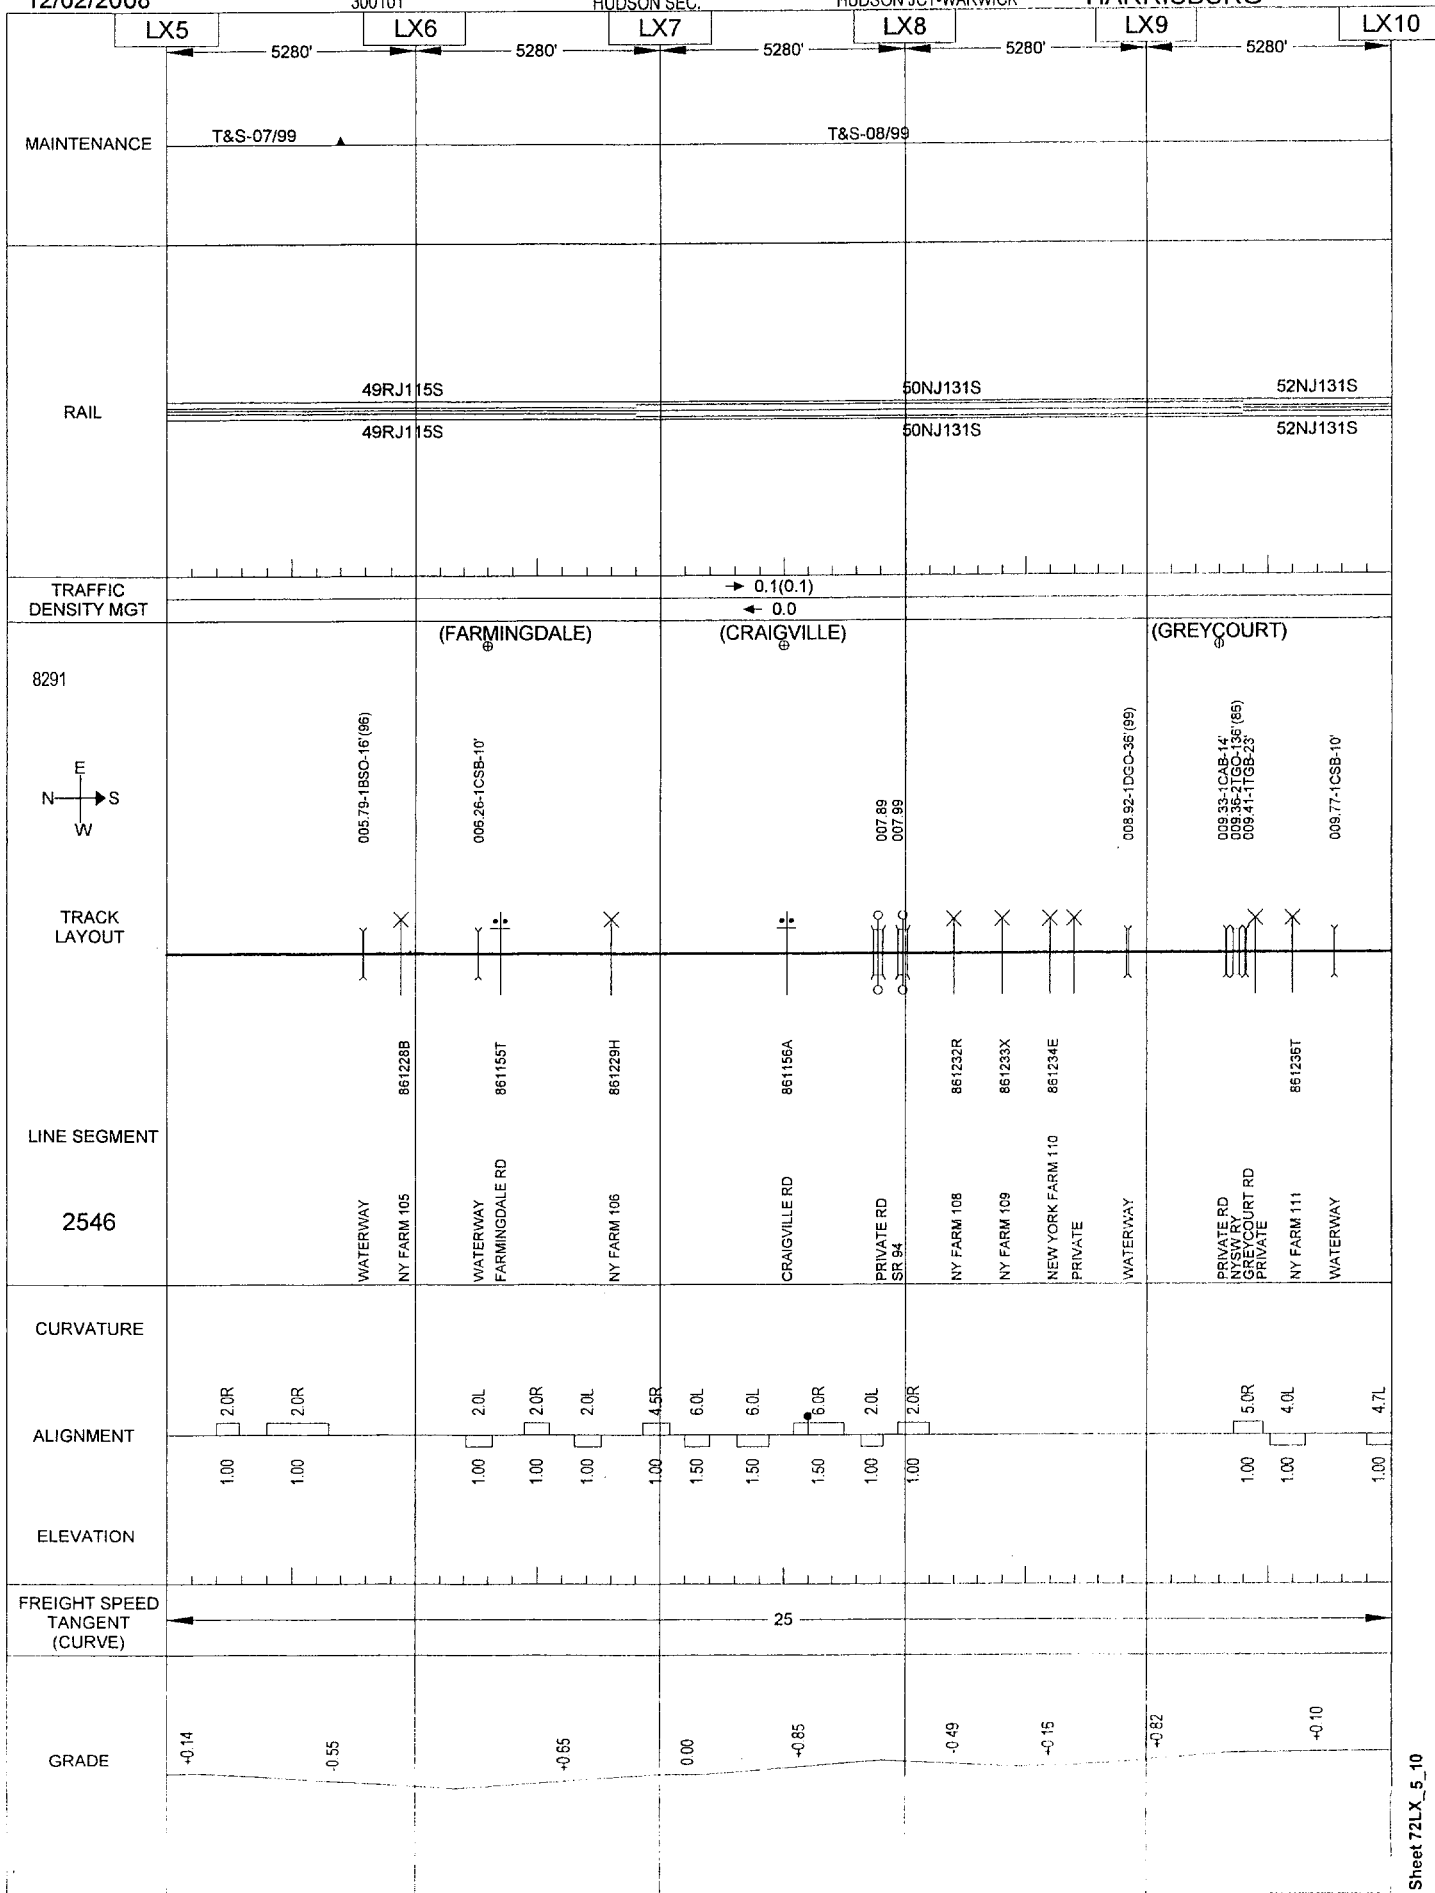 12/02/2008 300101 HUDSON SEC. HUDSON JCT-WARWICK HARRISBURG
LX5 LX6 LX7 LX8 LX9 LX10
5280' 5280' 5280' 5280' 5280'
MAINTENANCE T&S-07/99 T&S-08/99
49RJ115S 50NJ131S 52NJ131S
RAIL
49RJ115S 50NJ131S 52NJ131S
TRAFFIC
DENSITY MGT
→ 0.1(0.1)
← 0.0
(FARMINGDALE) (CRAIGVILLE) (GREYCOURT)
8291
E
N S
W
005.79-1BSO-16'(96)
006.26-1CSB-10'
007.89
007.99
008.92-1DGO-36'(99)
009.33-1CAB-14'
009.36-2TGO-136'(86)
009.41-1TGB-23'
009.77-1CSB-10'
TRACK
LAYOUT
861228B
861155T
861229H
861156A
861232R
861233X
861234E
861236T
LINE SEGMENT
2546
WATERWAY
NY FARM 105
WATERWAY
FARMINGDALE RD
NY FARM 106
CRAIGVILLE RD
PRIVATE RD
SR 94
NY FARM 108
NY FARM 109
NEW YORK FARM 110
PRIVATE
WATERWAY
PRIVATE RD
NYSW RY
GREYCOURT RD
PRIVATE
NY FARM 111
WATERWAY
CURVATURE
2.0R 2.0R 2.0L 2.0R 2.0L 4.5R 6.0L 6.0L 6.0R 2.0L 2.0R 5.0R 4.0L 4.7L
ALIGNMENT
1.00 1.00 1.00 1.00 1.00 1.00 1.50 1.50 1.50 1.00 1.00 1.00 1.00 1.00
ELEVATION
FREIGHT SPEED
TANGENT
(CURVE)
25
GRADE
+0.14 -0.55 +0.65 0.00 +0.85 -0.49 +0.16 +0.82 +0.10
Sheet 72LX_5_10